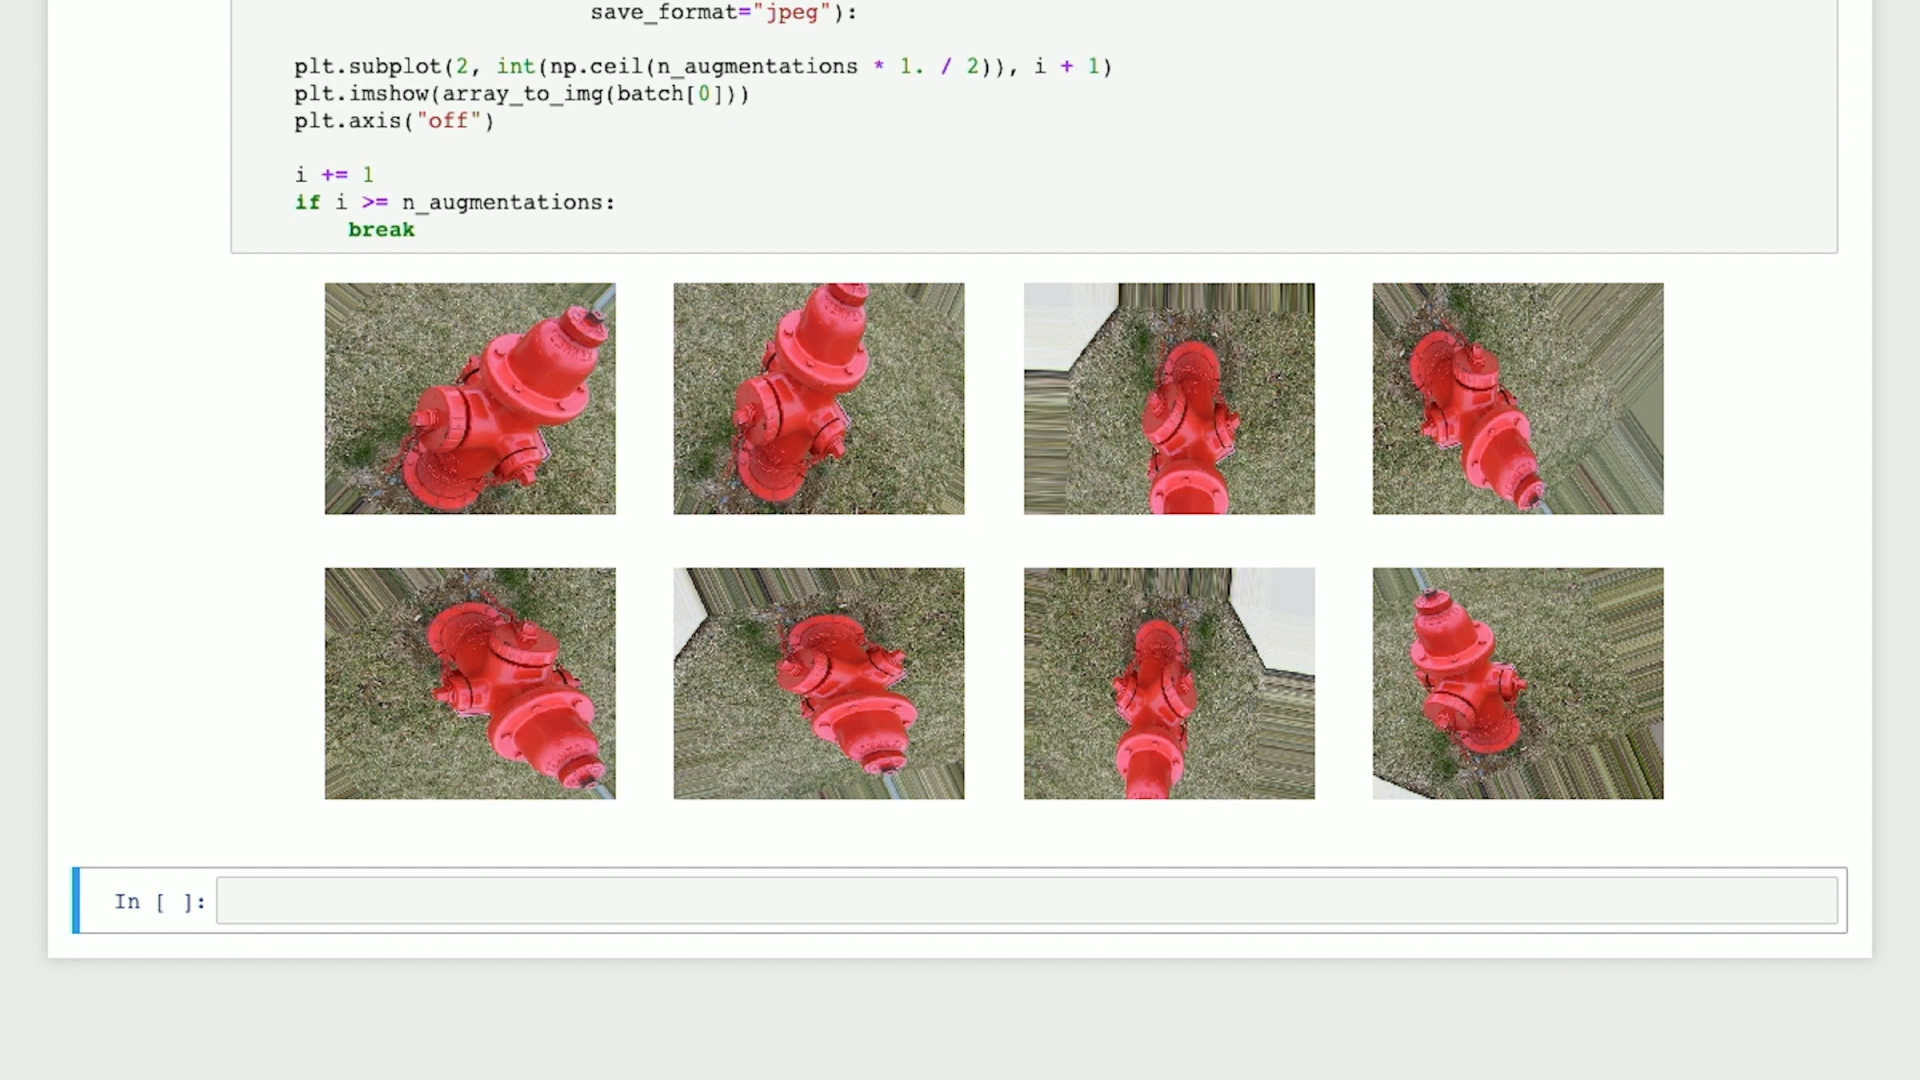 save_format="jpeg"):
plt.subplot(2, int(np.ceil(n_augmentations * 1. / 2)), i + 1)
plt.imshow(array_to_img(batch[0]))
plt.axis("off")
i += 1
if i >= n_augmentations:
break
In [ ]: